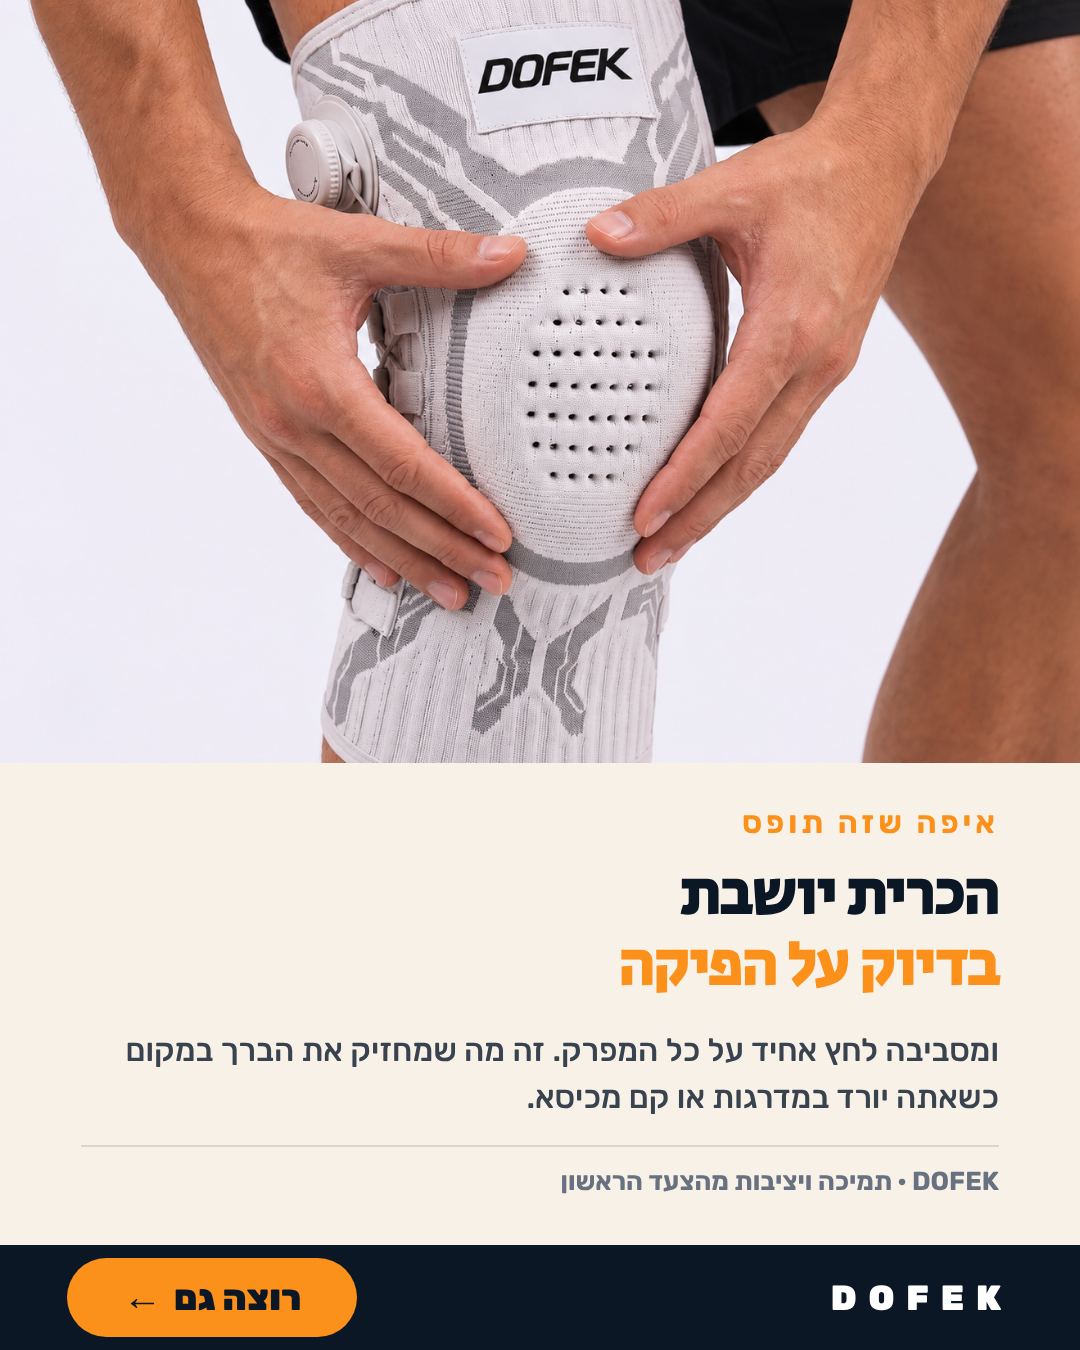 DOFEK
איפה שזה תופס
הכרית יושבת
בדיוק על הפיקה
ומסביבה לחץ אחיד על כל המפרק. זה מה שמחזיק את הברך במקום
כשאתה יורד במדרגות או קם מכיסא.
DOFEK • תמיכה ויציבות מהצעד הראשון
DOFEK
רוצה גם ←